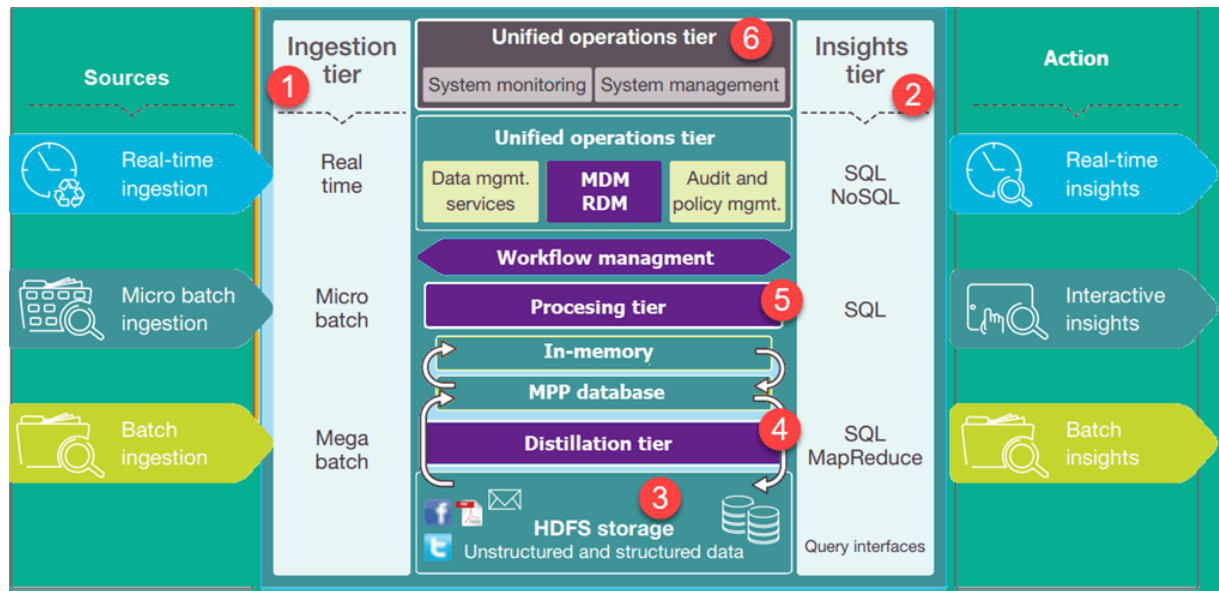 Sources
Real-time
ingestion
Micro batch
ingestion
Batch
ingestion
Ingestion
tier
1
Real
time
Micro
batch
Mega
batch
Unified operations tier
6
System monitoring
System management
Unified operations tier
Data mgmt.
services
MDM
RDM
Audit and
policy mgmt.
Workflow managment
Procesing tier
5
In-memory
MPP database
Distillation tier
4
3
HDFS storage
Unstructured and structured data
PDF
f
t
Insights
tier
2
SQL
NoSQL
SQL
SQL
MapReduce
Query interfaces
Action
Real-time
insights
Interactive
insights
Batch
insights